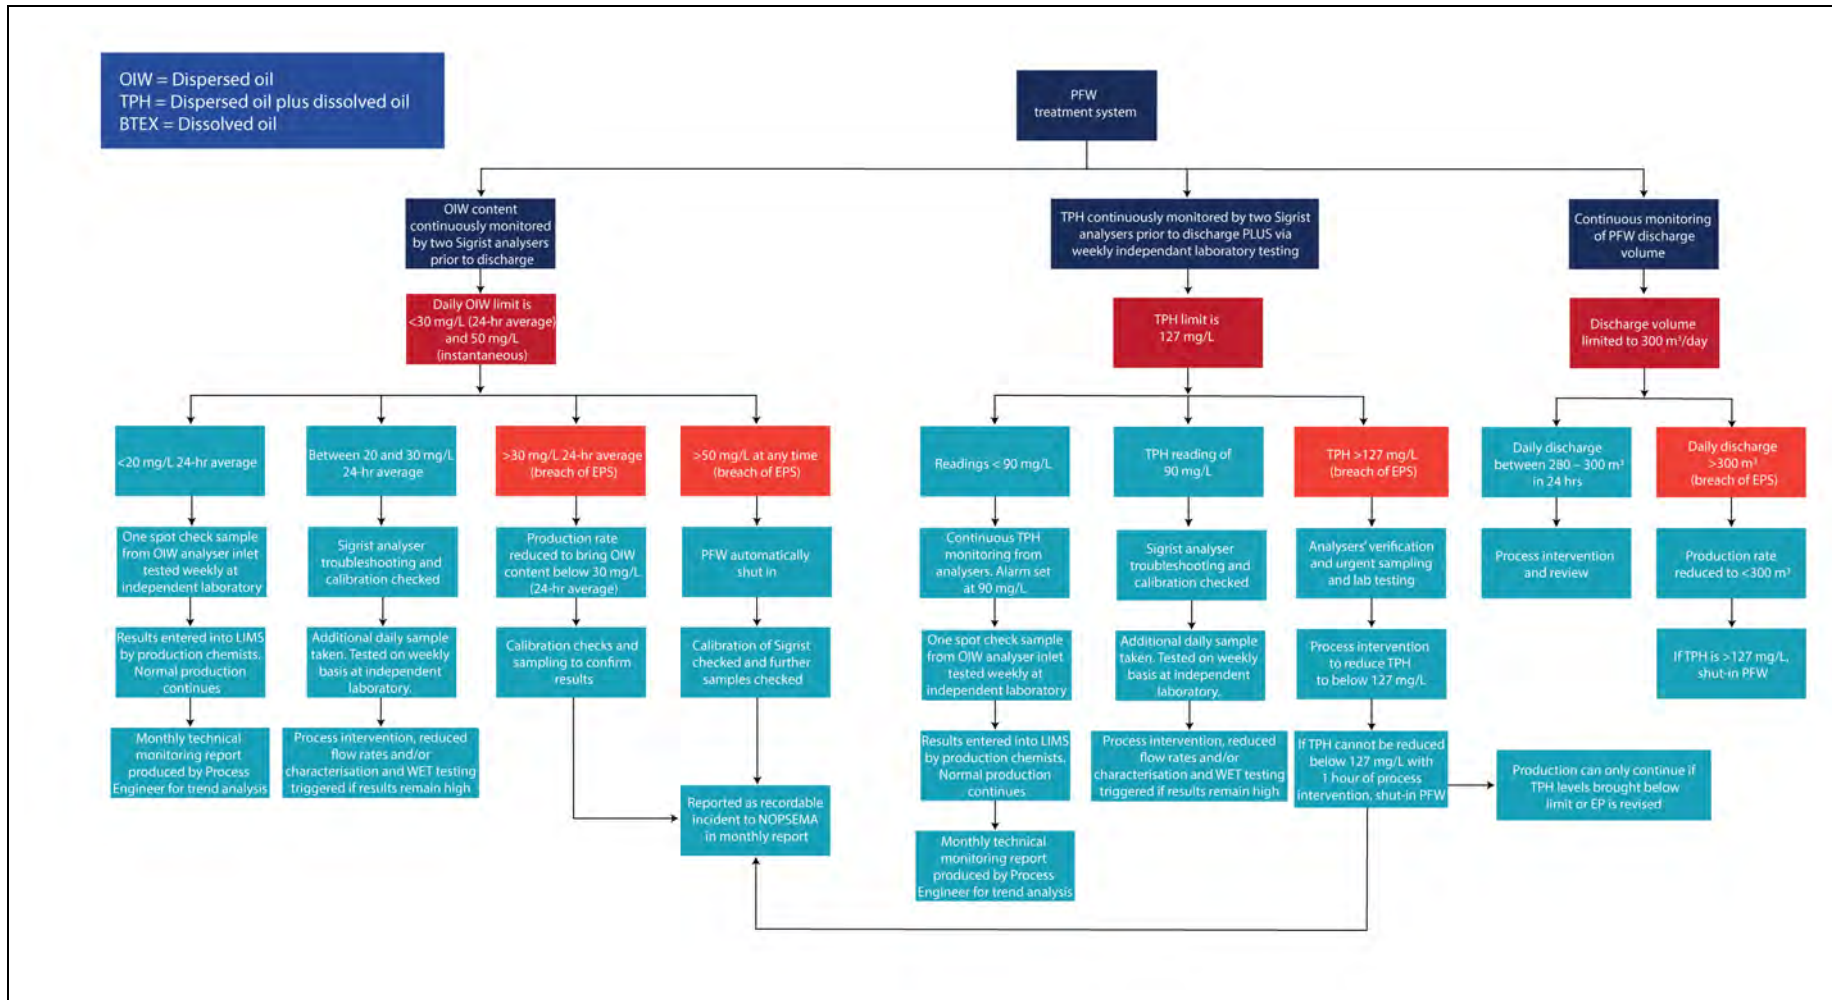 OIW = Dispersed oil
TPH = Dispersed oil plus dissolved oil
BTEX = Dissolved oil
PFW
treatment system
OIW content
continuously monitored
by two Sigrist analysers
prior to discharge
TPH continuously monitored by two Sigrist
analysers prior to discharge PLUS via
weekly independant laboratory testing
Continuous monitoring
of PFW discharge
volume
Daily OIW limit is
<30 mg/L (24-hr average)
and 50 mg/L
(instantaneous)
TPH limit is
127 mg/L
Discharge volume
limited to 300 m³/day
<20 mg/L 24-hr average
Between 20 and 30 mg/L
24-hr average
>30 mg/L 24-hr average
(breach of EPS)
>50 mg/L at any time
(breach of EPS)
Readings < 90 mg/L
TPH reading of
90 mg/L
TPH >127 mg/L
(breach of EPS)
Daily discharge
between 280 – 300 m³
in 24 hrs
Daily discharge
>300 m³
(breach of EPS)
One spot check sample
from OIW analyser inlet
tested weekly at
independent laboratory
Sigrist analyser
troubleshooting and
calibration checked
Production rate
reduced to bring OIW
content below 30 mg/L
(24-hr average)
PFW automatically
shut in
Continuous TPH
monitoring from
analysers. Alarm set
at 90 mg/L
Sigrist analyser
troubleshooting and
calibration checked
Analysers' verification
and urgent sampling
and lab testing
Process intervention
and review
Production rate
reduced to <300 m³
Results entered into LIMS
by production chemists.
Normal production
continues
Additional daily sample
taken. Tested on weekly
basis at independent
laboratory.
Calibration checks and
sampling to confirm
results
Calibration of Sigrist
checked and further
samples checked
One spot check sample
from OIW analyser inlet
tested weekly at
independent laboratory
Additional daily sample
taken. Tested on weekly
basis at independent
laboratory.
Process intervention
to reduce TPH
to below 127 mg/L
If TPH is >127 mg/L,
shut-in PFW
Monthly technical
monitoring report
produced by Process
Engineer for trend analysis
Process intervention, reduced
flow rates and/or
characterisation and WET testing
triggered if results remain high
Reported as recordable
incident to NOPSEMA
in monthly report
Results entered into LIMS
by production chemists.
Normal production
continues
Process intervention, reduced
flow rates and/or
characterisation and WET testing
triggered if results remain high
If TPH cannot be reduced
below 127 mg/L with
1 hour of process
intervention, shut-in PFW
Production can only continue if
TPH levels brought below
limit or EP is revised
Monthly technical
monitoring report
produced by Process
Engineer for trend analysis